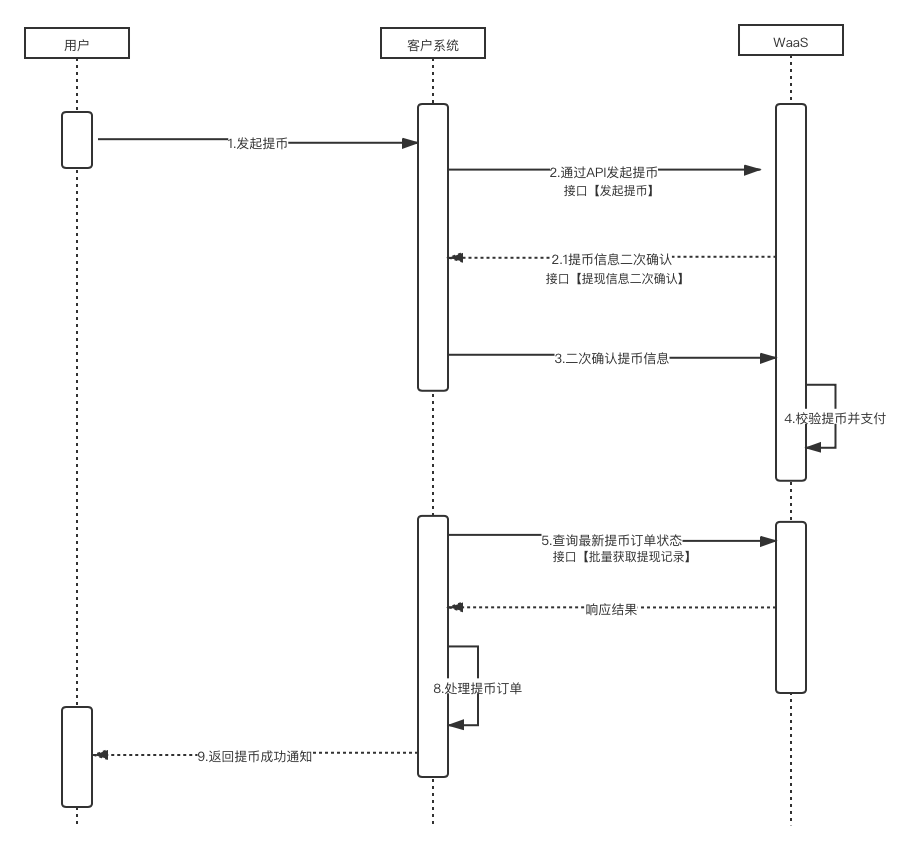 用户
客户系统
WaaS
1.发起提币
2.通过API发起提币
接口【发起提币】
2.1提币信息二次确认
接口【提现信息二次确认】
3.二次确认提币信息
4.校验提币并支付
5.查询最新提币订单状态
接口【批量获取提现记录】
响应结果
8.处理提币订单
9.返回提币成功通知